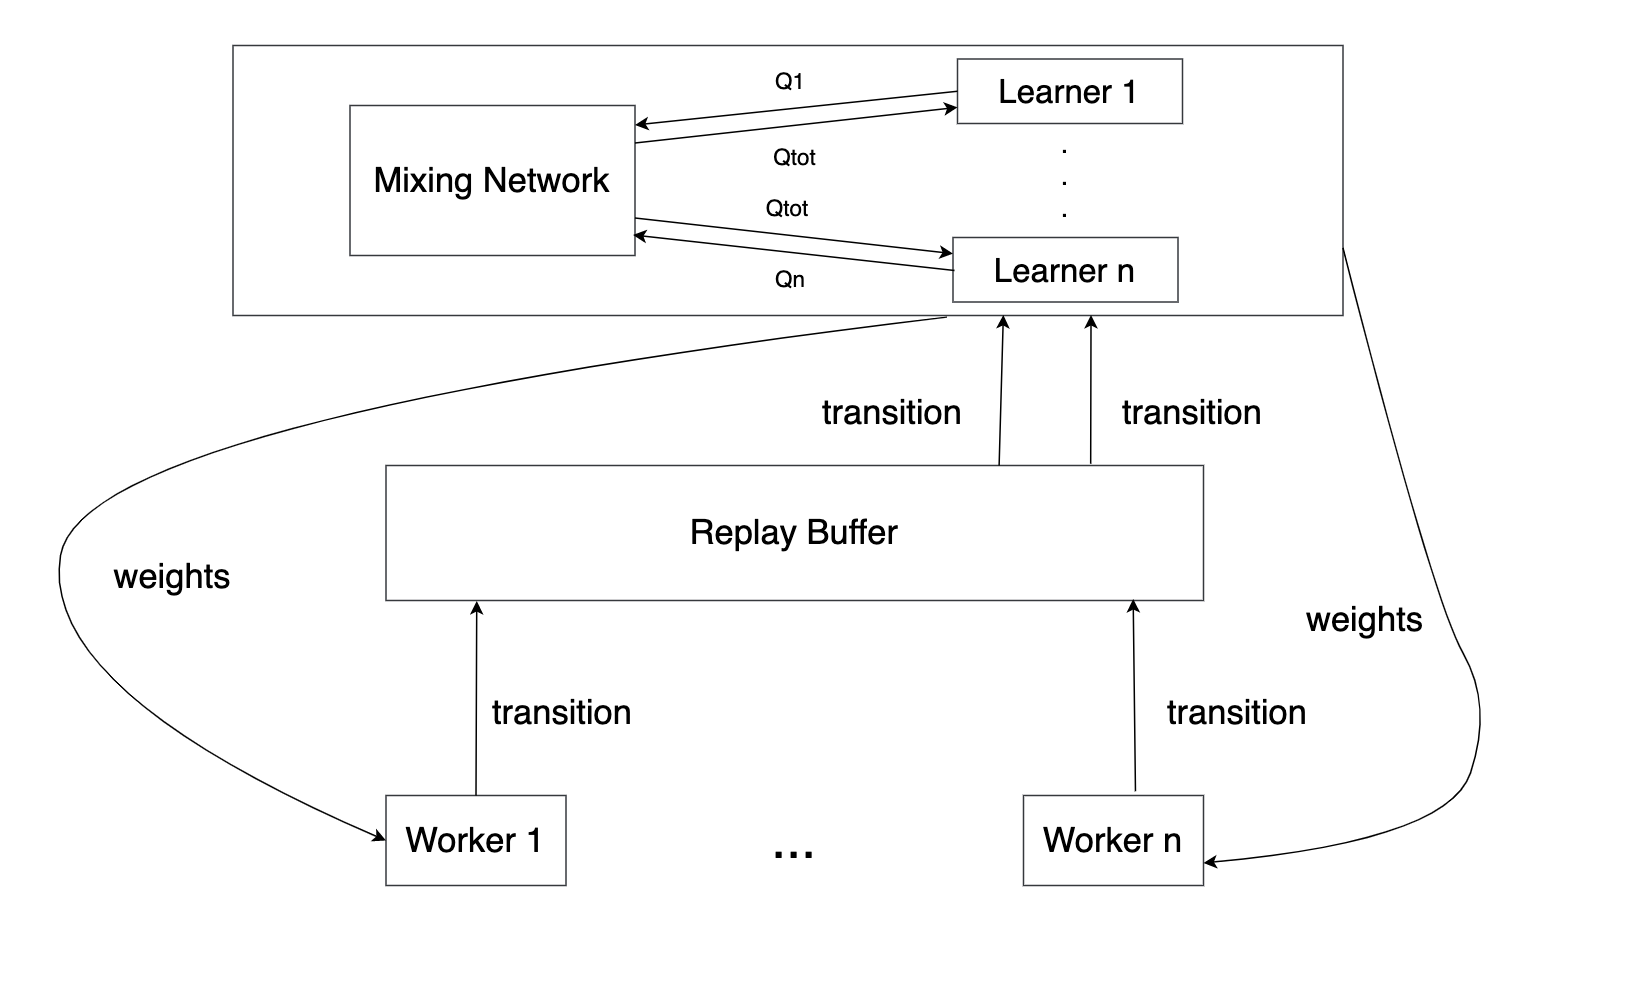 Q1
Learner 1
Qtot
.
.
.
Mixing Network
Qtot
Learner n
Qn
transition
transition
Replay Buffer
weights
weights
transition
transition
Worker 1
...
Worker n